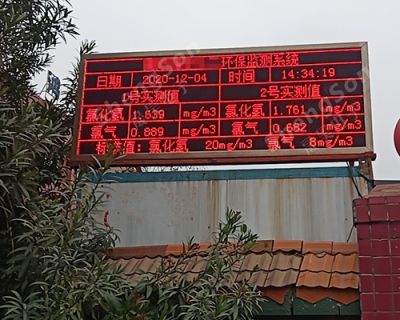 环保监测系统
日期 2020-12-04 时间 14:34:19
1号实测值 2号实测值
氯化氢 1.839 mg/m3 氯化氢 1.761 mg/m3
氯气 0.889 mg/m3 氯气 0.682 mg/m3
标准值：氯化氢 20mg/m3 氯气 8mg/m3